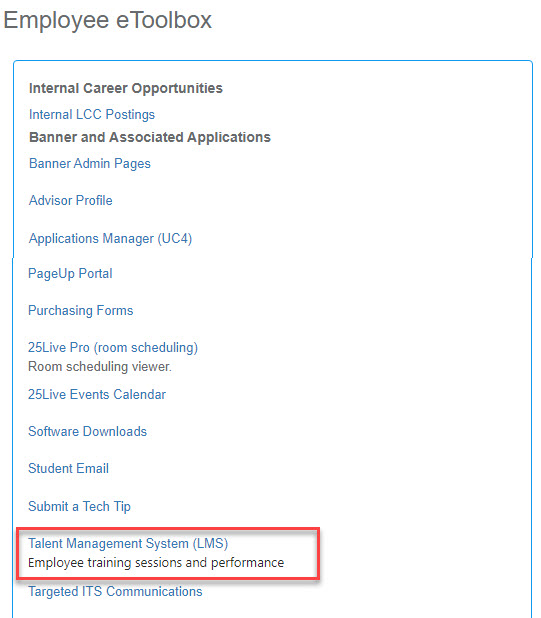 Employee eToolbox
Internal Career Opportunities
Internal LCC Postings
Banner and Associated Applications
Banner Admin Pages
Advisor Profile
Applications Manager (UC4)
PageUp Portal
Purchasing Forms
25Live Pro (room scheduling)
Room scheduling viewer.
25Live Events Calendar
Software Downloads
Student Email
Submit a Tech Tip
Talent Management System (LMS)
Employee training sessions and performance
Targeted ITS Communications